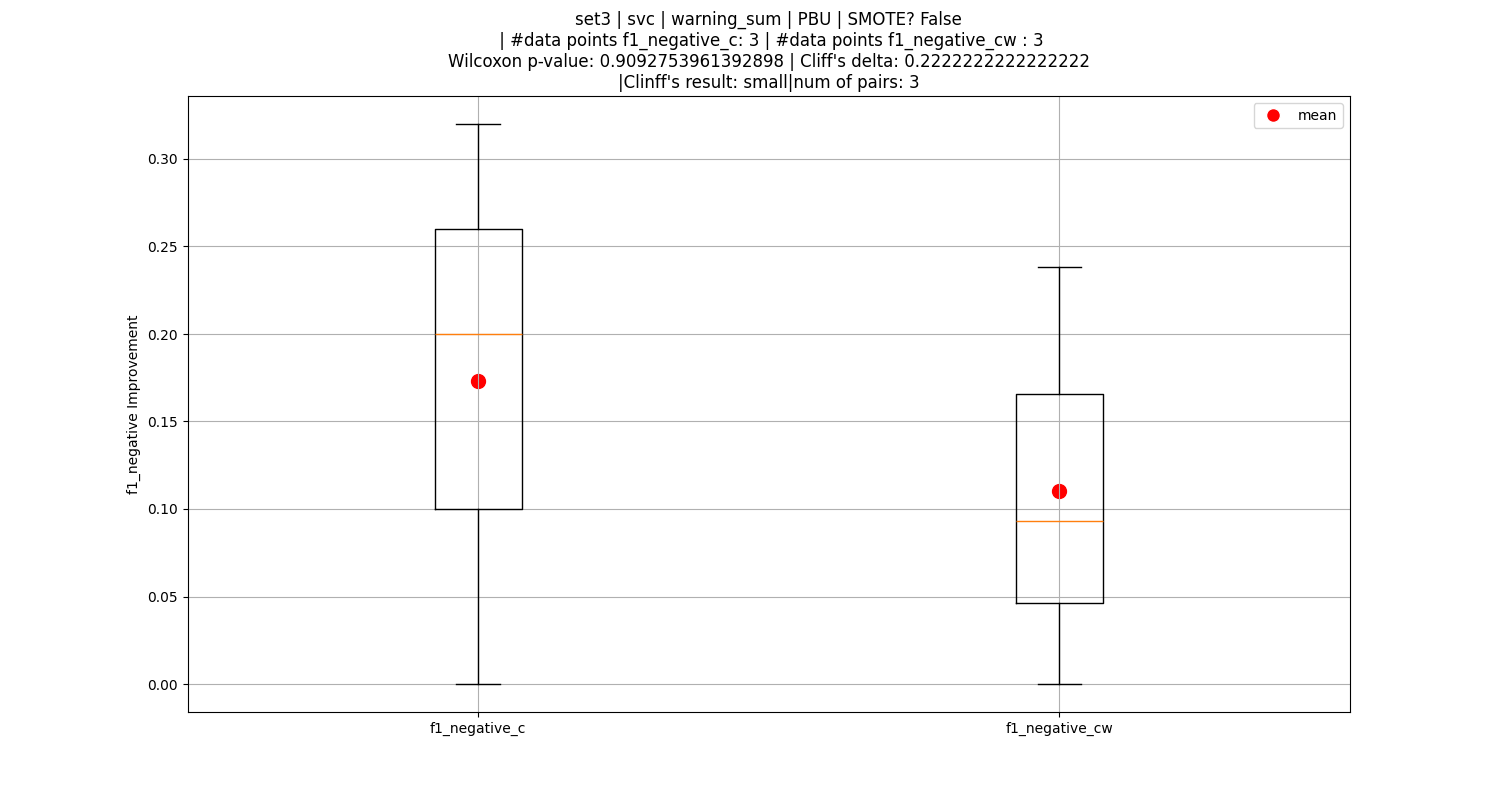 set3 | svc | warning_sum | PBU | SMOTE? False
| #data points f1_negative_c: 3 | #data points f1_negative_cw : 3
Wilcoxon p-value: 0.9092753961392898 | Cliff's delta: 0.2222222222222222
|Clinff's result: small|num of pairs: 3
mean
0.30
0.25
0.20
0.15
0.10
0.05
0.00
f1_negative Improvement
f1_negative_c
f1_negative_cw